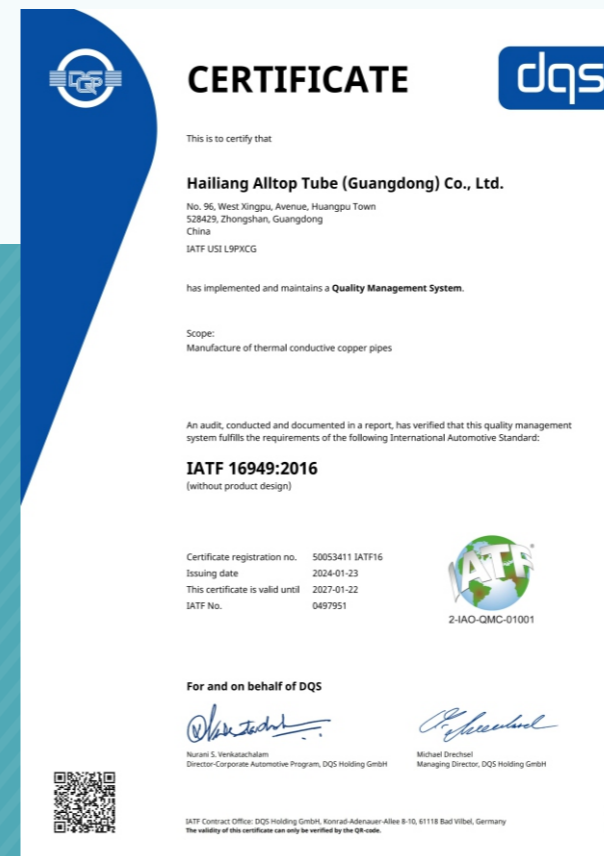 DQS
CERTIFICATE
dqs
This is to certify that
Hailiang Alltop Tube (Guangdong) Co., Ltd.
No. 96, West Xingpu, Avenue, Huangpu Town
528429, Zhongshan, Guangdong
China
IATF USI L9PXCG
has implemented and maintains a Quality Management System.
Scope:
Manufacture of thermal conductive copper pipes
An audit, conducted and documented in a report, has verified that this quality management
system fulfills the requirements of the following International Automotive Standard:
IATF 16949:2016
(without product design)
Certificate registration no. 50053411 IATF16
Issuing date 2024-01-23
This certificate is valid until 2027-01-22
IATF No. 0497951
IATF
®
2-IAO-QMC-01001
For and on behalf of DQS
Nurani S. Venkatachalam
Director-Corporate Automotive Program, DQS Holding GmbH
Michael Drechsel
Managing Director, DQS Holding GmbH
IATF Contract Office: DQS Holding GmbH, Konrad-Adenauer-Allee 8-10, 61118 Bad Vilbel, Germany
The validity of this certificate can only be verified by the QR-code.